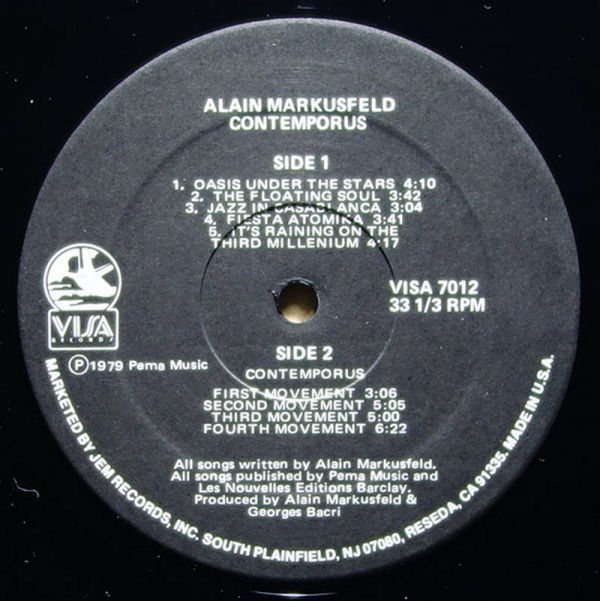 ALAIN MARKUSFELD
CONTEMPORUS
SIDE 1
1. OASIS UNDER THE STARS 4:10
2. THE FLOATING SOUL 3:42
3. JAZZ IN CASABLANCA 3:04
4. FIESTA ATOMIKA 3:41
5. IT'S RAINING ON THE
THIRD MILLENIUM 4:17
VISA
RECORDS
VISA 7012
33 1/3 RPM
Ⓟ1979 Pema Music
SIDE 2
CONTEMPORUS
FIRST MOVEMENT 3:06
SECOND MOVEMENT 5:05
THIRD MOVEMENT 5:00
FOURTH MOVEMENT 6:22
All songs written by Alain Markusfeld.
All songs published by Pema Music and
Les Nouvelles Editions Barclay.
Produced by Alain Markusfeld &
Georges Bacri
MARKETED BY JEM RECORDS, INC. SOUTH PLAINFIELD, NJ 07080, RESEDA, CA 91335. MADE IN U.S.A.